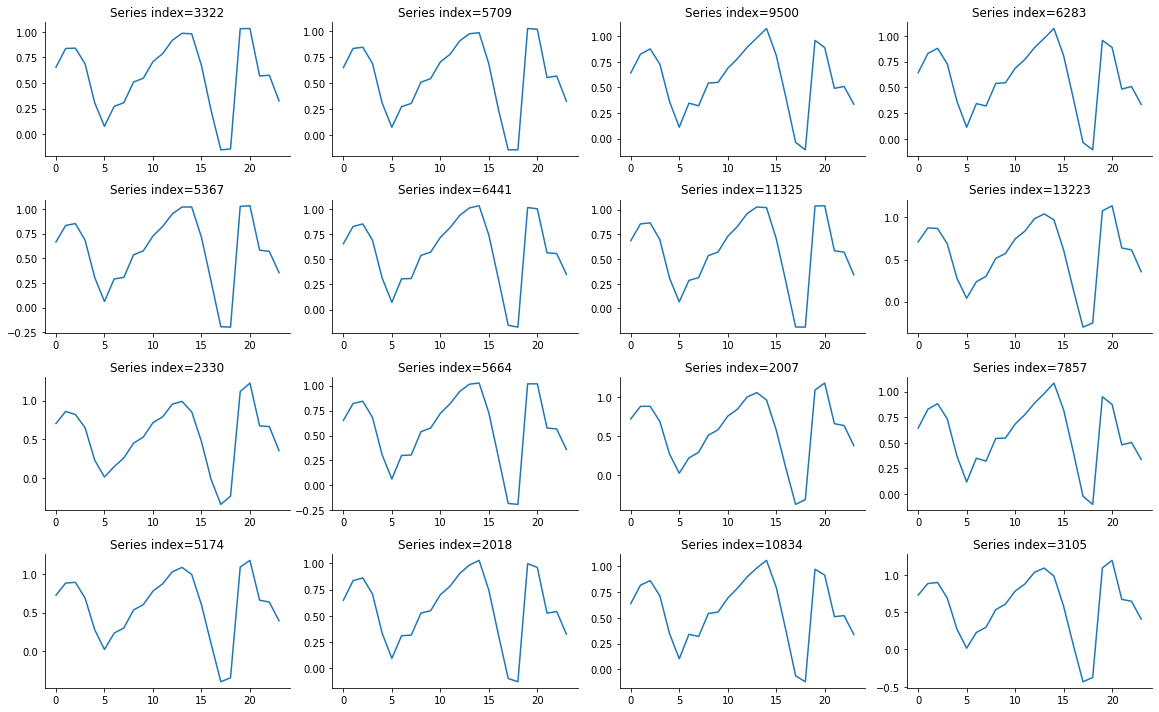 Series index=3322 Series index=5709 Series index=9500 Series index=6283
1.00 1.00 1.00 1.00
0.75 0.75 0.75 0.75
0.50 0.50 0.50 0.50
0.25 0.25 0.25 0.25
0.00 0.00 0.00 0.00
0 5 10 15 20 0 5 10 15 20 0 5 10 15 20 0 5 10 15 20
Series index=5367 Series index=6441 Series index=11325 Series index=13223
1.00 1.00 1.00 1.0
0.75 0.75 0.75 0.5
0.50 0.50 0.50 0.0
0.25 0.25 0.25
0.00 0.00 0.00
−0.25
0 5 10 15 20 0 5 10 15 20 0 5 10 15 20 0 5 10 15 20
Series index=2330 Series index=5664 Series index=2007 Series index=7857
1.0 1.00 1.0 1.00
0.5 0.75 0.5 0.75
0.0 0.50 0.0 0.50
0.25 0.25
0.00 0.00
−0.25
0 5 10 15 20 0 5 10 15 20 0 5 10 15 20 0 5 10 15 20
Series index=5174 Series index=2018 Series index=10834 Series index=3105
1.0 1.00 1.00 1.0
0.5 0.75 0.75 0.5
0.0 0.50 0.50 0.0
0.25 0.25 −0.5
0.00 0.00
0 5 10 15 20 0 5 10 15 20 0 5 10 15 20 0 5 10 15 20